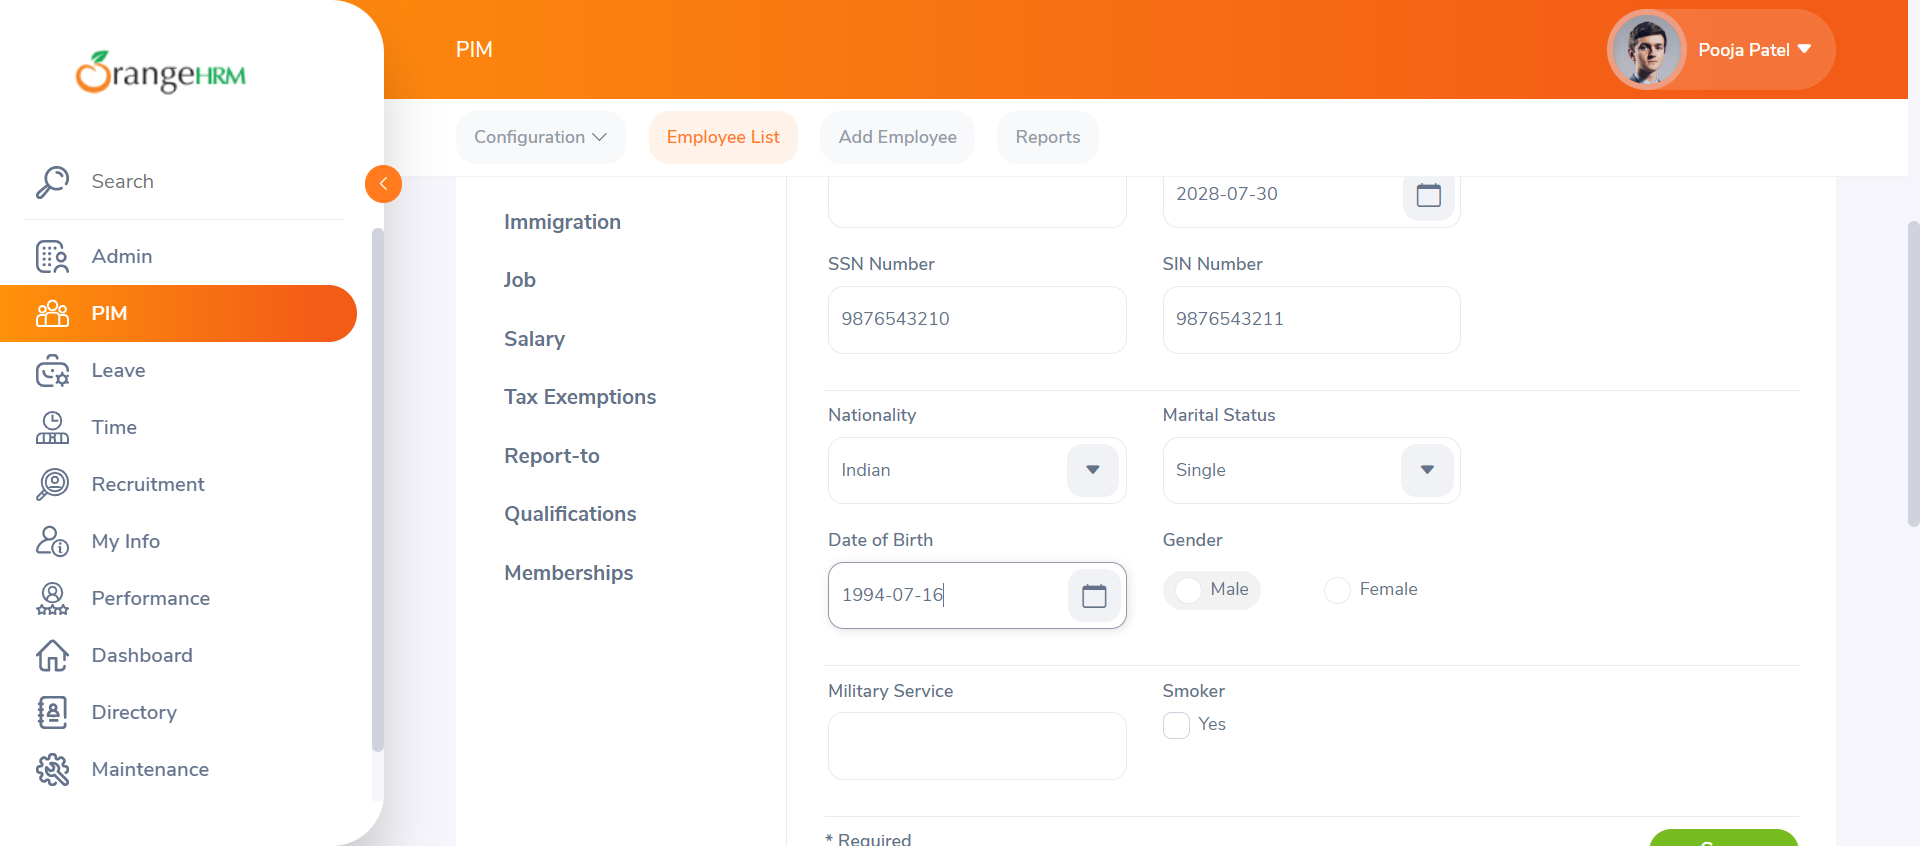 OrangeHRM
PIM
Pooja Patel
Configuration
Employee List
Add Employee
Reports
Search
Admin
PIM
Leave
Time
Recruitment
My Info
Performance
Dashboard
Directory
Maintenance
Immigration
Job
Salary
Tax Exemptions
Report-to
Qualifications
Memberships
2028-07-30
SSN Number
SIN Number
9876543210
9876543211
Nationality
Marital Status
Indian
Single
Date of Birth
Gender
1994-07-16
Male
Female
Military Service
Smoker
Yes
* Required